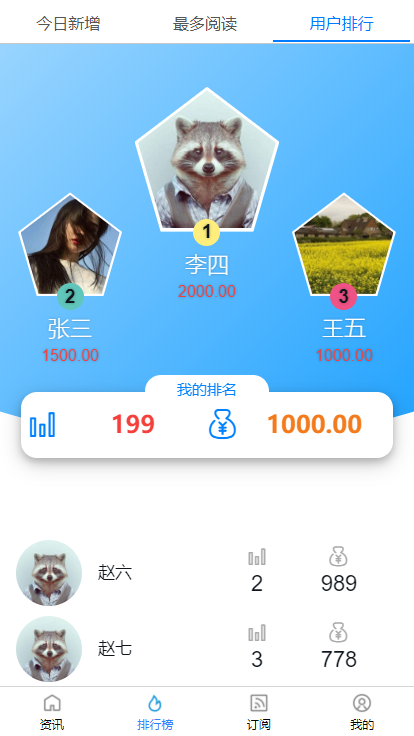 今日新增 最多阅读 用户排行
1
李四
2000.00
2 3
张三 王五
1500.00 1000.00
我的排名
199 ¥ 1000.00
¥
赵六 2 989
¥
赵七 3 778
资讯 排行榜 订阅 我的